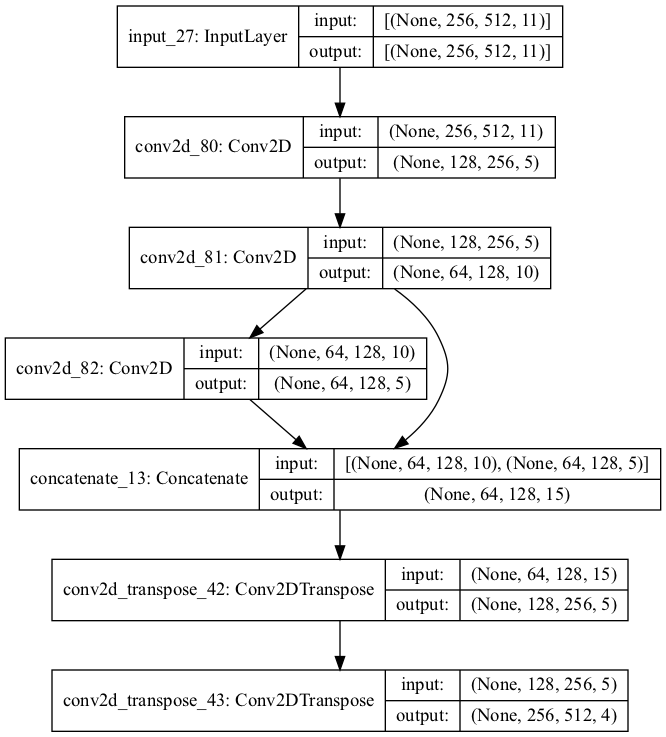 input_27: InputLayer
input:
[(None, 256, 512, 11)]
output:
[(None, 256, 512, 11)]
conv2d_80: Conv2D
input:
(None, 256, 512, 11)
output:
(None, 128, 256, 5)
conv2d_81: Conv2D
input:
(None, 128, 256, 5)
output:
(None, 64, 128, 10)
conv2d_82: Conv2D
input:
(None, 64, 128, 10)
output:
(None, 64, 128, 5)
concatenate_13: Concatenate
input:
[(None, 64, 128, 10), (None, 64, 128, 5)]
output:
(None, 64, 128, 15)
conv2d_transpose_42: Conv2DTranspose
input:
(None, 64, 128, 15)
output:
(None, 128, 256, 5)
conv2d_transpose_43: Conv2DTranspose
input:
(None, 128, 256, 5)
output:
(None, 256, 512, 4)